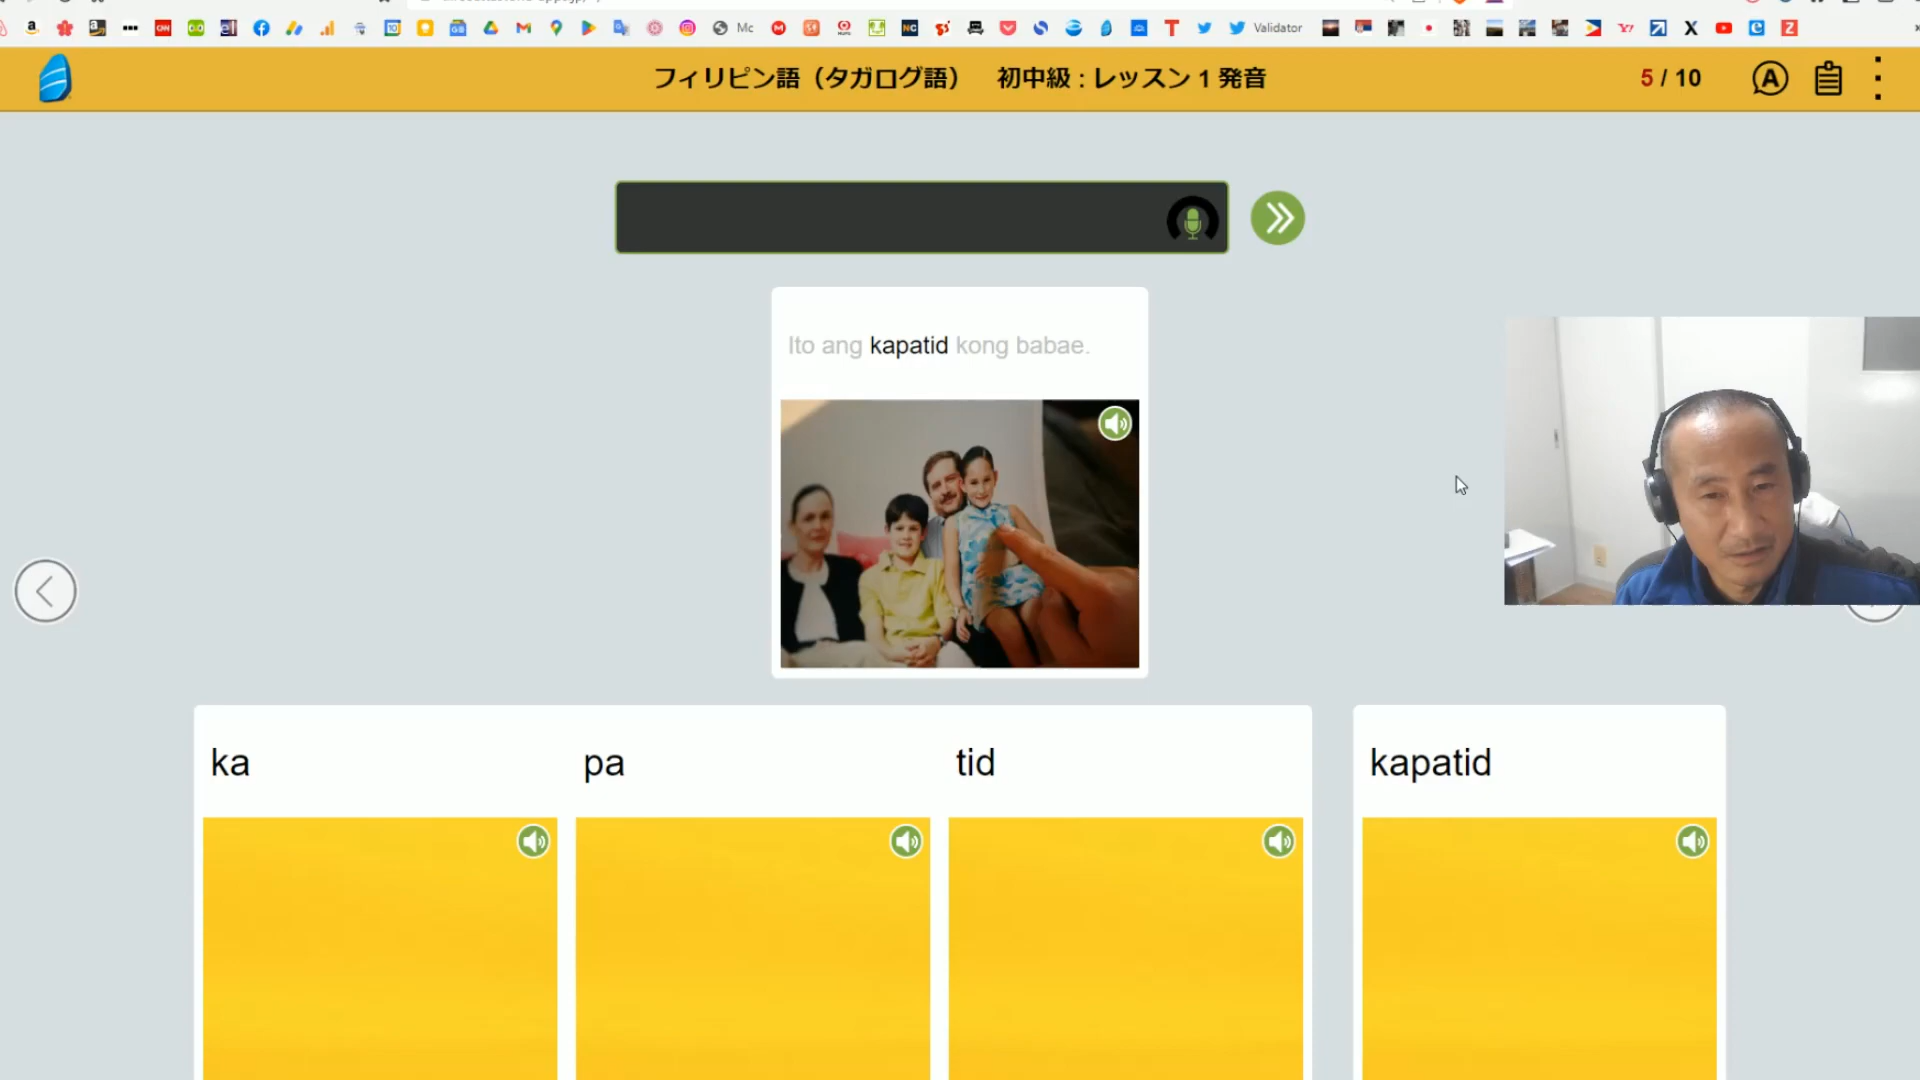 Mc
Validator
フィリピン語（タガログ語）　初中級 : レッスン 1 発音
5 / 10
Ito ang kapatid kong babae.
ka
pa
tid
kapatid